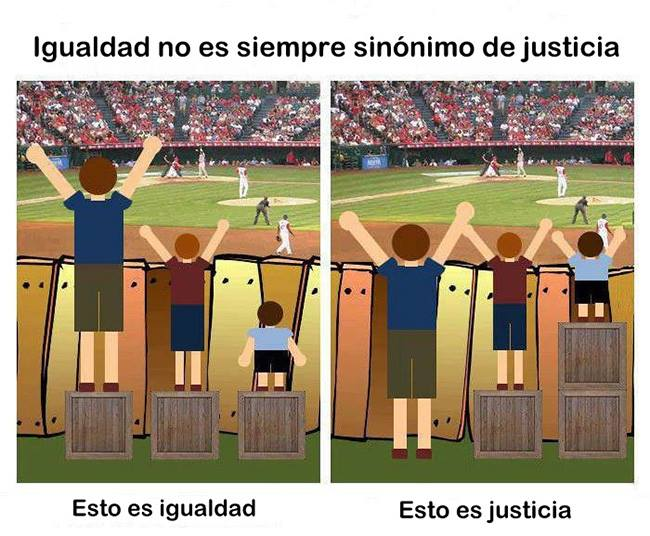 Igualdad no es siempre sinónimo de justicia
Esto es igualdad
Esto es justicia